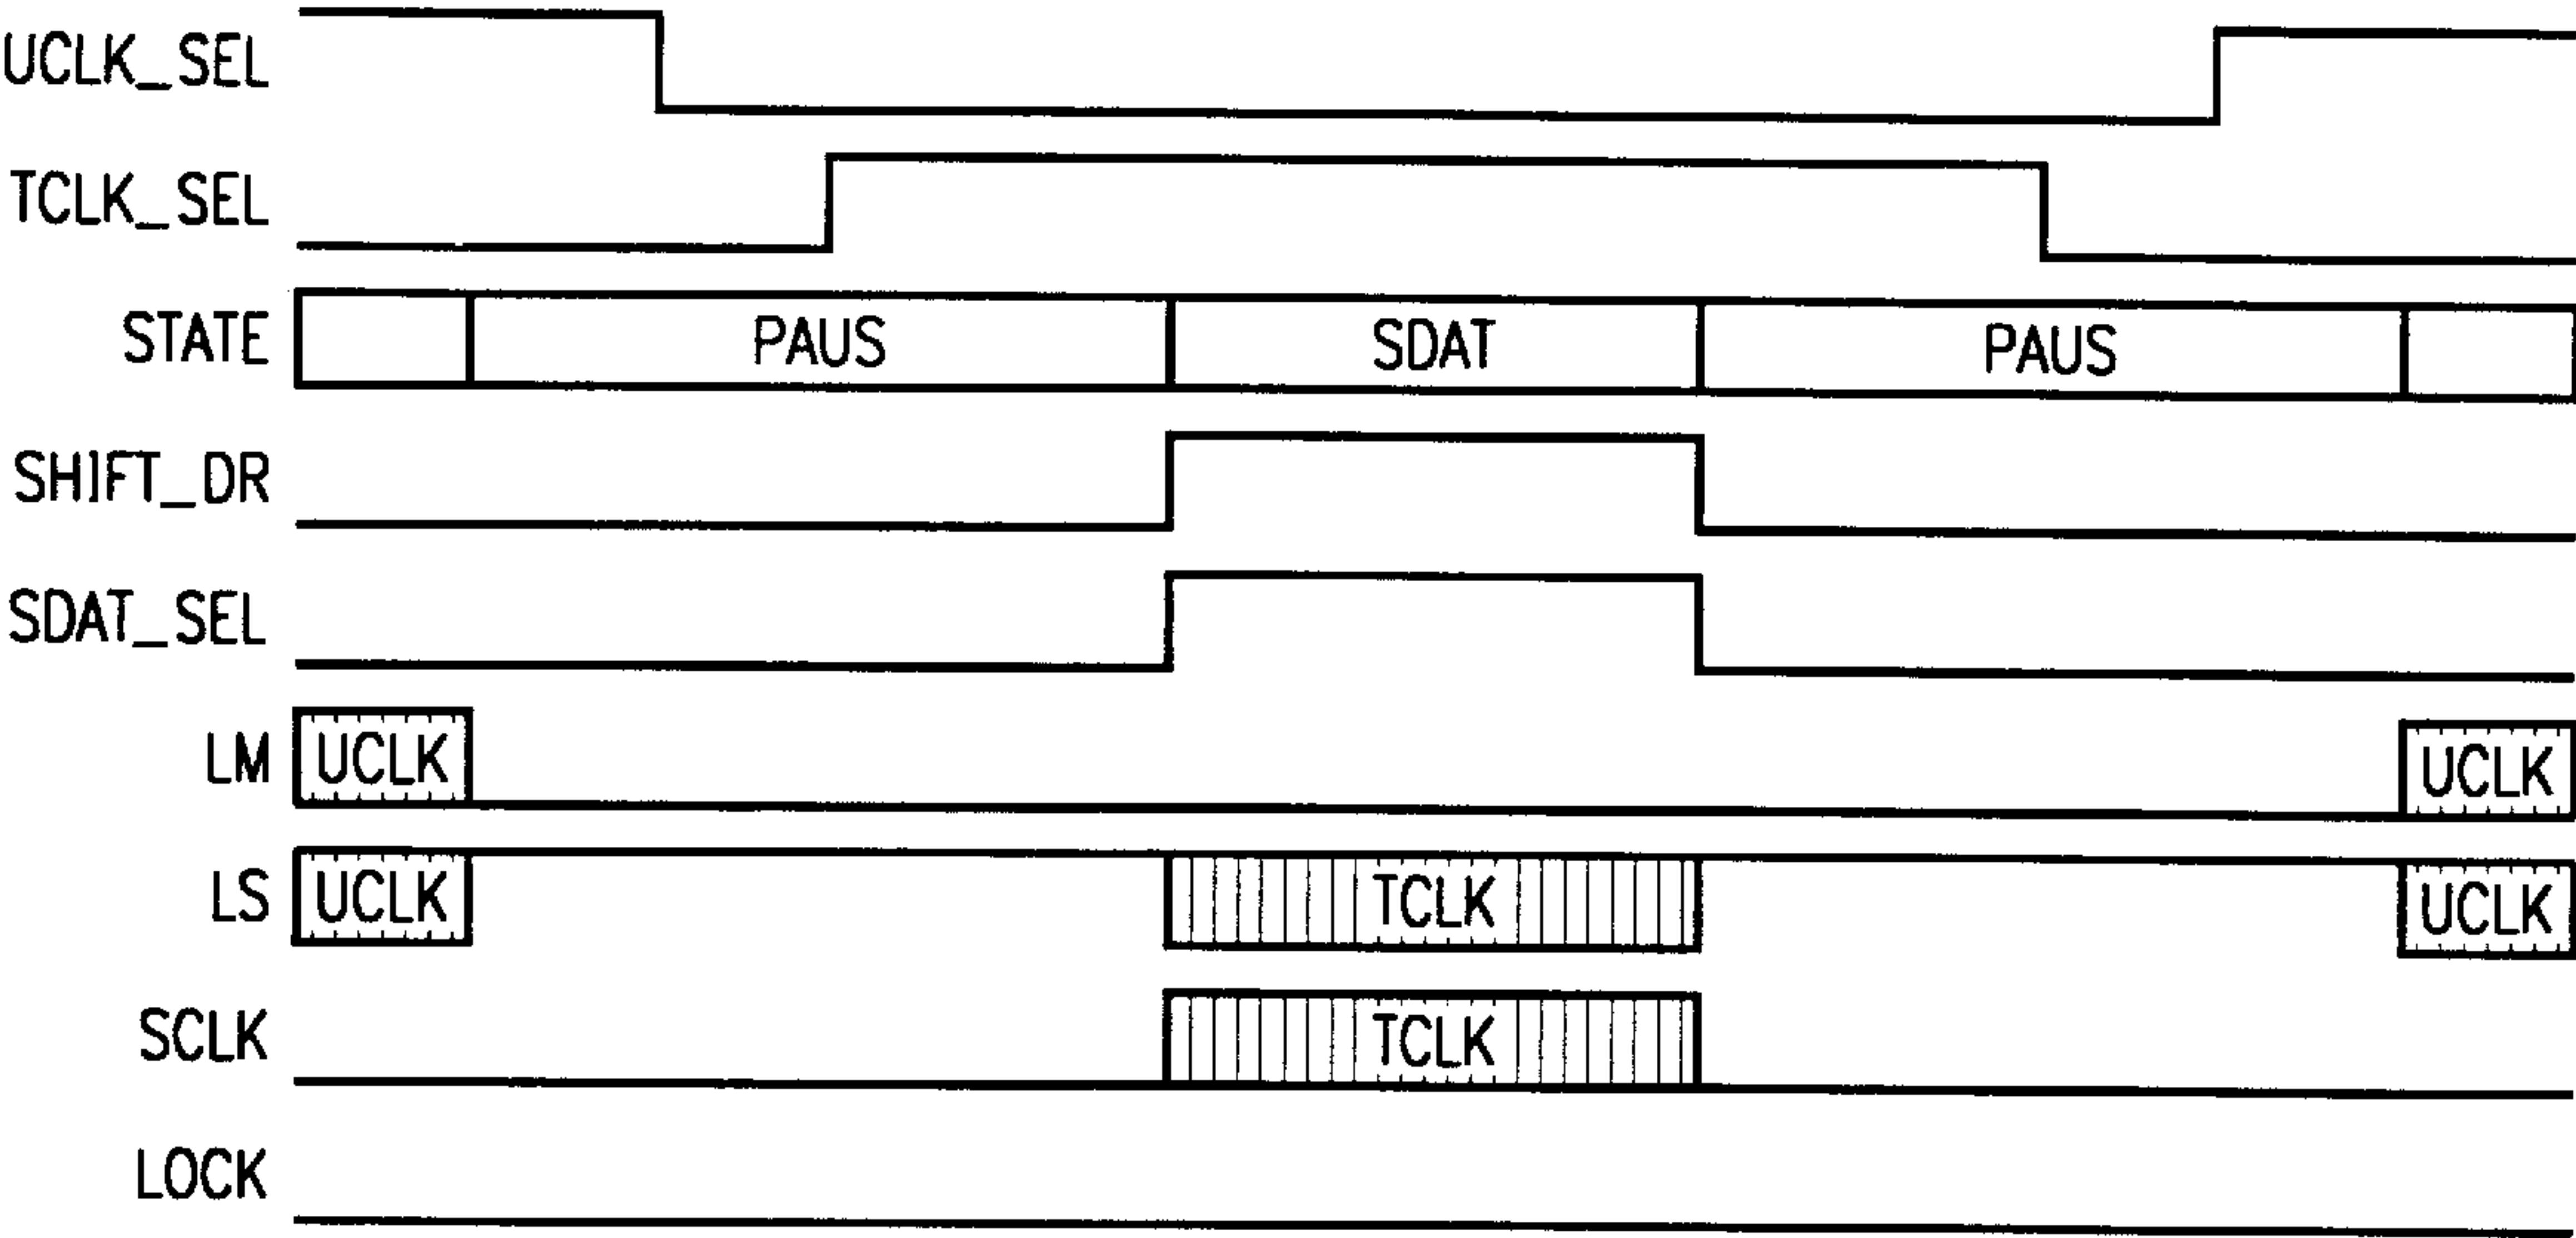 UCLK_SEL
TCLK_SEL
STATE PAUS SDAT PAUS
SHIFT_DR
SDAT_SEL
LM UCLK UCLK
LS UCLK TCLK UCLK
SCLK TCLK
LOCK